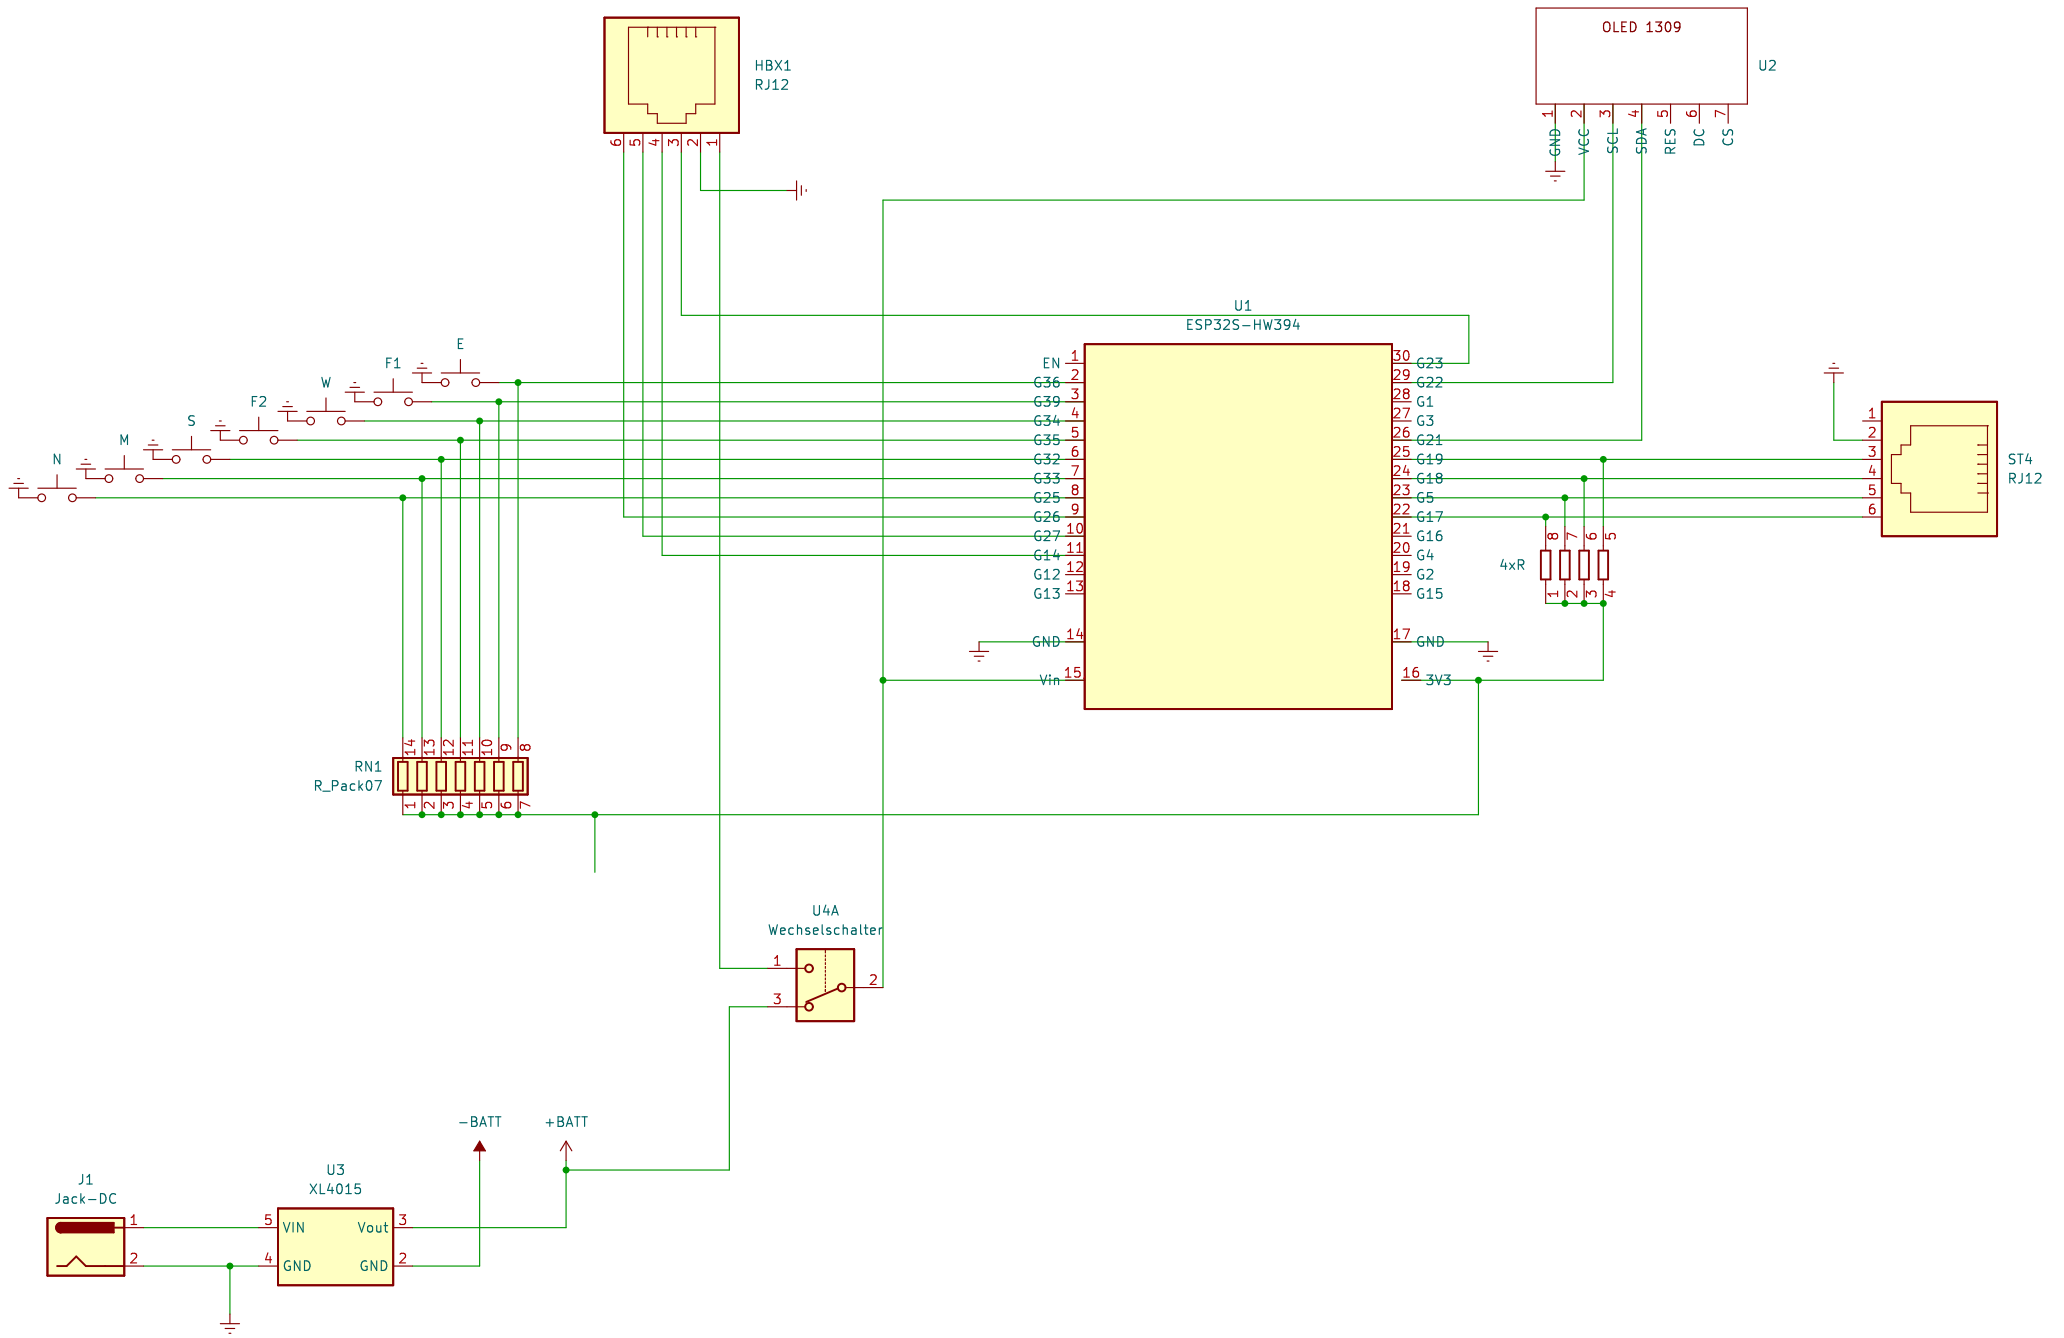 OLED 1309
U2
1 2 3 4 5 6 7
GND VCC SCL SDA RES DC CS
HBX1
RJ12
6 5 4 3 2 1
U1
ESP32S-HW394
EN 1
G36 2
G39 3
G34 4
G35 5
G32 6
G33 7
G25 8
G26 9
G27 10
G14 11
G12 12
G13 13
GND 14
Vin 15
30 G23
29 G22
28 G1
27 G3
26 G21
25 G19
24 G18
23 G5
22 G17
21 G16
20 G4
19 G2
18 G15
17 GND
16 3V3
E
F1
W
F2
S
M
N
1
2
3
4
5
6
ST4
RJ12
8 7 6 5
4xR
1 2 3 4
14 13 12 11 10 9 8
RN1
R_Pack07
1 2 3 4 5 6 7
U4A
Wechselschalter
1
2
3
-BATT
+BATT
J1
Jack-DC
1
2
U3
XL4015
5 VIN Vout 3
4 GND GND 2